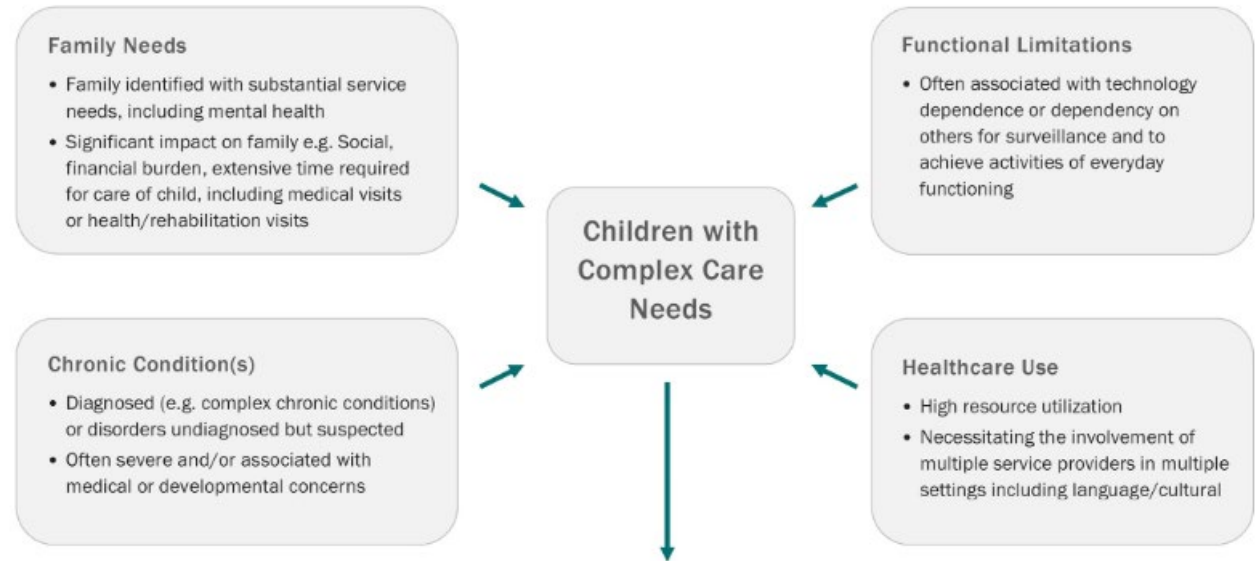 Family Needs
• Family identified with substantial service
needs, including mental health
• Significant impact on family e.g. Social,
financial burden, extensive time required
for care of child, including medical visits
or health/rehabilitation visits
Functional Limitations
• Often associated with technology
dependence or dependency on
others for surveillance and to
achieve activities of everyday
functioning
Children with
Complex Care
Needs
Chronic Condition(s)
• Diagnosed (e.g. complex chronic conditions)
or disorders undiagnosed but suspected
• Often severe and/or associated with
medical or developmental concerns
Healthcare Use
• High resource utilization
• Necessitating the involvement of
multiple service providers in multiple
settings including language/cultural